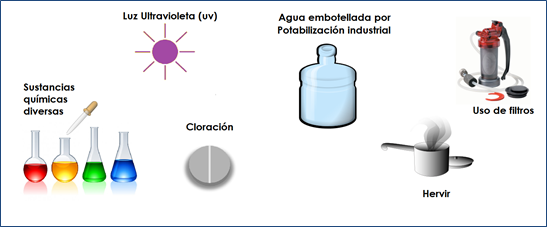 Luz Ultravioleta (uv)
Agua embotellada por
Potabilización industrial
Sustancias
químicas
diversas
Cloración
Uso de filtros
Hervir